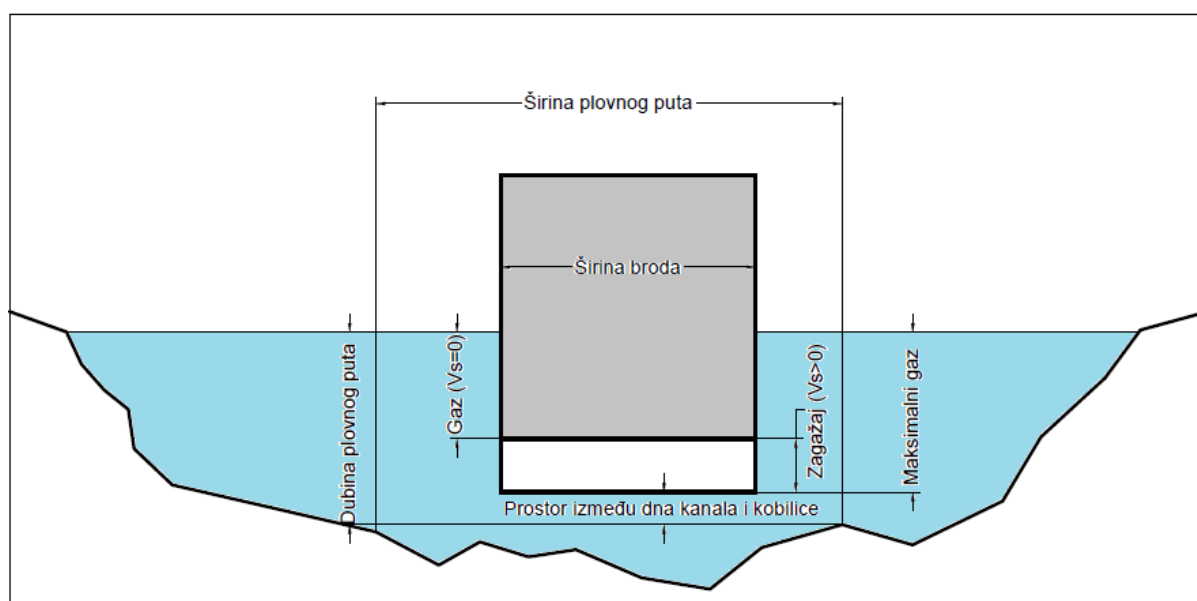 Širina plovnog puta
Širina broda
Dubina plovnog puta
Gaz (Vs=0)
Zagažaj (Vs>0)
Maksimalni gaz
Prostor između dna kanala i kobilice